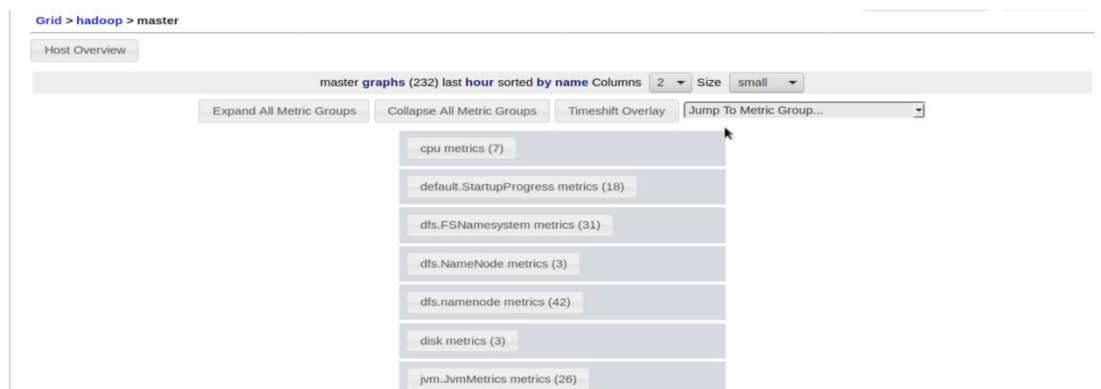 Grid > hadoop > master
Host Overview
master graphs (232) last hour sorted by name Columns 2 Size small
Expand All Metric Groups Collapse All Metric Groups Timeshift Overlay Jump To Metric Group...
cpu metrics (7)
default.StartupProgress metrics (18)
dfs.FSNamesystem metrics (31)
dfs.NameNode metrics (3)
dfs.namenode metrics (42)
disk metrics (3)
jvm.JvmMetrics metrics (26)